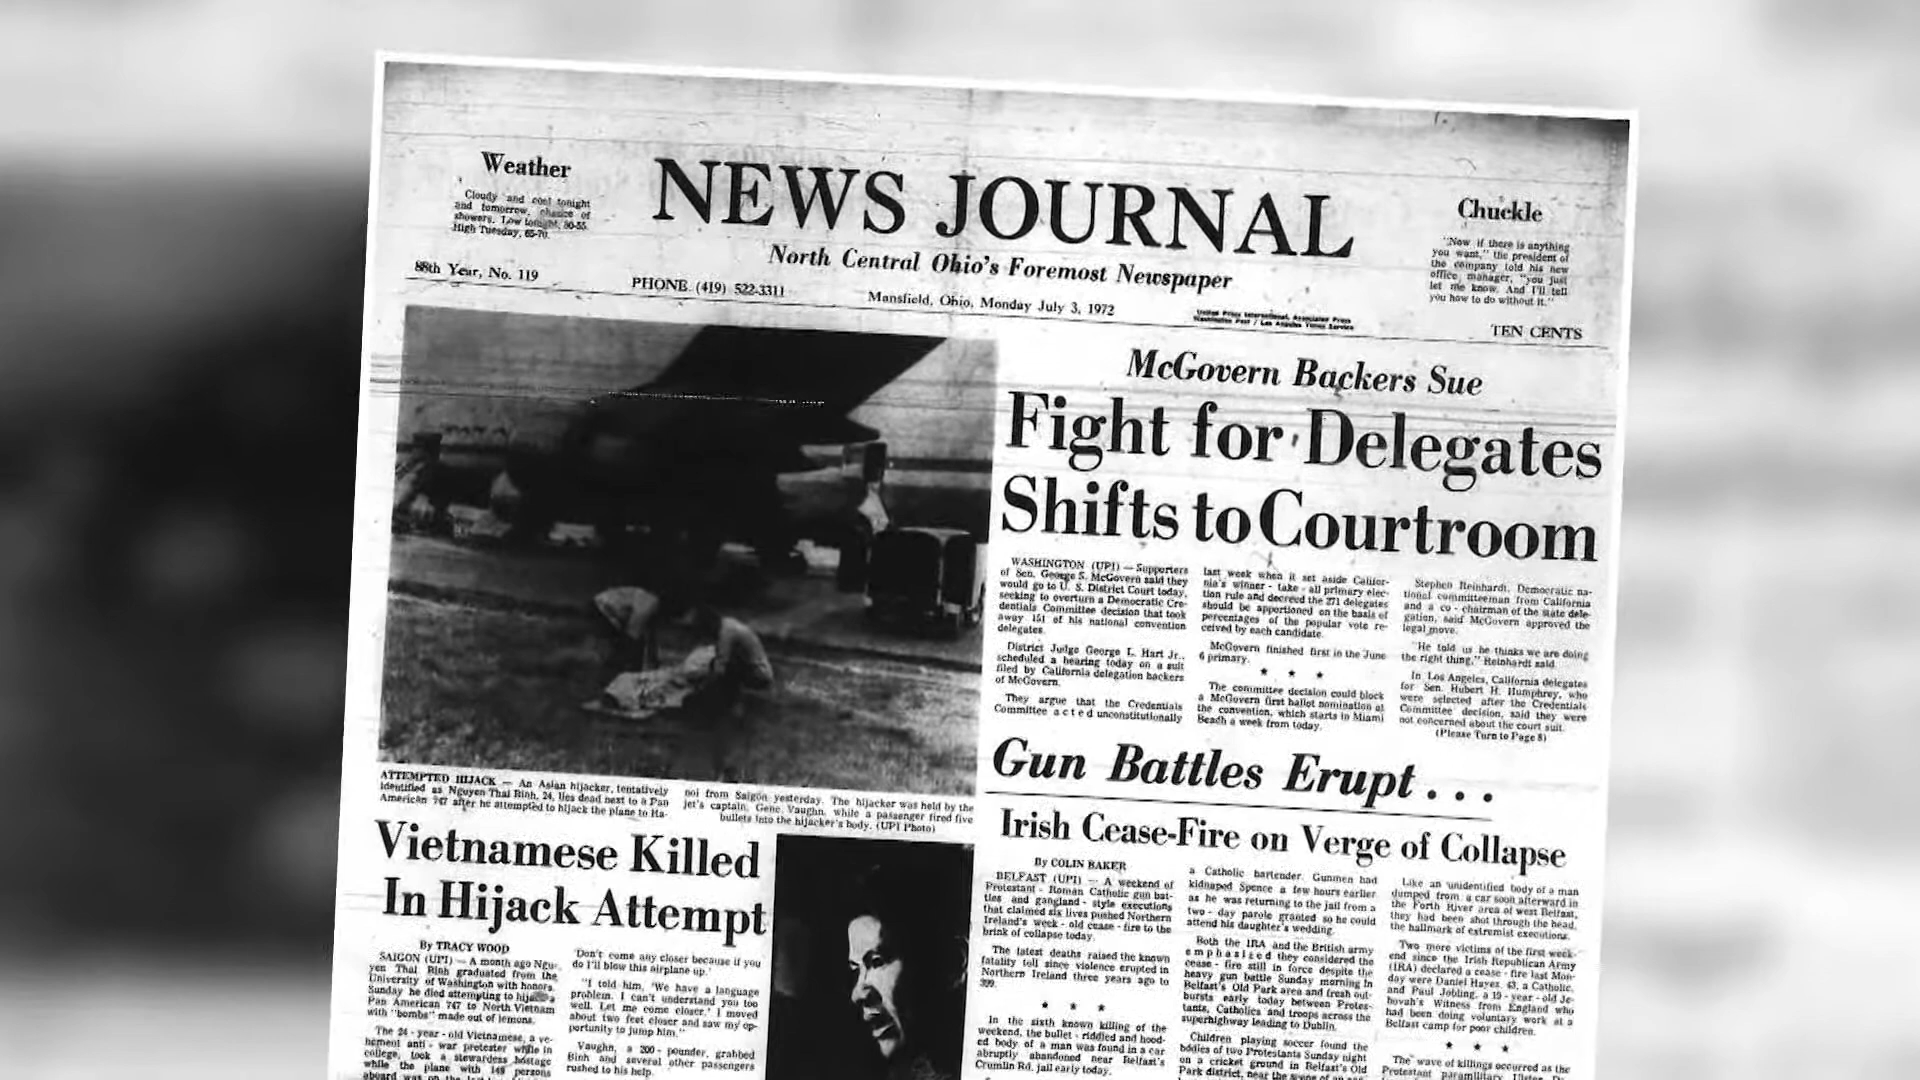 Weather
Cloudy and cool tonight
and tomorrow, chance of
showers. Low tonight, 50-55.
High Tuesday, 65-70.
NEWS JOURNAL
North Central Ohio's Foremost Newspaper
Chuckle
"Now if there is anything
you want," the president of
the company told his new
office manager, "you just
let me know. And I'll tell
you how to do without it."
88th Year, No. 119
PHONE (419) 522-3311
Mansfield, Ohio, Monday July 3, 1972
United Press International, Associated Press
Washington Post / Los Angeles Times Service
TEN CENTS
ATTEMPTED HIJACK — An Asian hijacker, tentatively
identified as Nguyen Thai Binh, 24, lies dead next to a Pan
American 747 after he attempted to hijack the plane to Ha-
noi from Saigon yesterday. The hijacker was held by the
jet's captain, Gene Vaughn, while a passenger fired five
bullets into the hijacker's body. (UPI Photo)
Vietnamese Killed
In Hijack Attempt
By TRACY WOOD
SAIGON (UPI) — A month ago Ngu-
yen Thai Binh graduated from the
University of Washington with honors.
Sunday he died attempting to hijack a
Pan American 747 to North Vietnam
with "bombs" made out of lemons.
The 24 - year - old Vietnamese, a ve-
hement anti - war protester while in
college, took a stewardess hostage
while the plane with 149 persons
aboard was on the
'Don't come any closer because if you
do I'll blow this airplane up.'
"I told him, 'We have a language
problem. I can't understand you too
well. Let me come closer.' I moved
about two feet closer and saw my op-
portunity to jump him."
Vaughn, a 200 - pounder, grabbed
Binh and several other passengers
rushed to his help.
McGovern Backers Sue
Fight for Delegates
Shifts to Courtroom
WASHINGTON (UPI) — Supporters
of Sen. George S. McGovern said they
would go to U. S. District Court today,
seeking to overturn a Democratic Cre-
dentials Committee decision that took
away 151 of his national convention
delegates.
District Judge George L. Hart Jr.,
scheduled a hearing today on a suit
filed by California delegation backers
of McGovern.
They argue that the Credentials
Committee acted unconstitutionally
last week when it set aside Califor-
nia's winner - take - all primary elec-
tion rule and decreed the 271 delegates
should be apportioned on the basis of
percentages of the popular vote re-
ceived by each candidate.
McGovern finished first in the June
6 primary.
★ ★ ★
The committee decision could block
a McGovern first ballot nomination at
the convention, which starts in Miami
Beach a week from today.
Stephen Reinhardt, Democratic na-
tional committeeman from California
and a co - chairman of the state dele-
gation, said McGovern approved the
legal move.
"He told us he thinks we are doing
the right thing," Reinhardt said.
In Los Angeles, California delegates
for Sen. Hubert H. Humphrey, who
were selected after the Credentials
Committee decision, said they were
not concerned about the court suit.
(Please Turn to Page 8)
Gun Battles Erupt . . .
Irish Cease-Fire on Verge of Collapse
By COLIN BAKER
BELFAST (UPI) — A weekend of
Protestant - Roman Catholic gun bat-
tles and gangland - style executions
that claimed six lives pushed Northern
Ireland's week - old cease - fire to the
brink of collapse today.
The latest deaths raised the known
fatality toll since violence erupted in
Northern Ireland three years ago to
★ ★ ★
In the sixth known killing of the
weekend, the bullet - riddled and hood-
ed body of a man was found in a car
abruptly abandoned near Belfast's
Crumlin Rd. jail early today.
a Catholic bartender. Gunmen had
kidnaped Spence a few hours earlier
as he was returning to the jail from a
two - day parole granted so he could
attend his daughter's wedding.
Both the IRA and the British army
emphasized they considered the
cease - fire still in force despite the
heavy gun battle Sunday morning in
Belfast's Old Park area and fresh out-
bursts early today between Protes-
tants, Catholics and troops across the
superhighway leading to Dublin.
Children playing soccer found the
bodies of two Protestants Sunday night
on a cricket ground in Belfast's Old
Park district, near the scene of an
Like an unidentified body of a man
dumped from a car soon afterward in
the Forth River area of west Belfast,
they had been shot through the head,
the hallmark of extremist executions.
Two more victims of the first week-
end since the Irish Republican Army
(IRA) declared a cease - fire last Mon-
day were Daniel Hayes, 43, a Catholic,
and Paul Jobling, a 19 - year - old Je-
hovah's Witness from England who
had been doing voluntary work at a
Belfast camp for poor children.
★ ★ ★
The wave of killings occurred as the
Protestant paramilitary Ulster